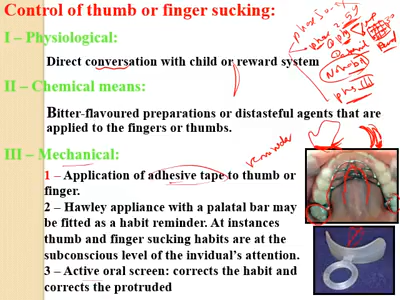 Control of thumb or finger sucking:
I – Physiological:
Direct conversation with child or reward system
II – Chemical means:
Bitter-flavoured preparations or distasteful agents that are
applied to the fingers or thumbs.
III – Mechanical:
reminder
1 – Application of adhesive tape to thumb or
finger.
2 – Hawley appliance with a palatal bar may
be fitted as a habit reminder. At instances
thumb and finger sucking habits are at the
subconscious level of the invidual's attention.
3 – Active oral screen: corrects the habit and
corrects the protruded